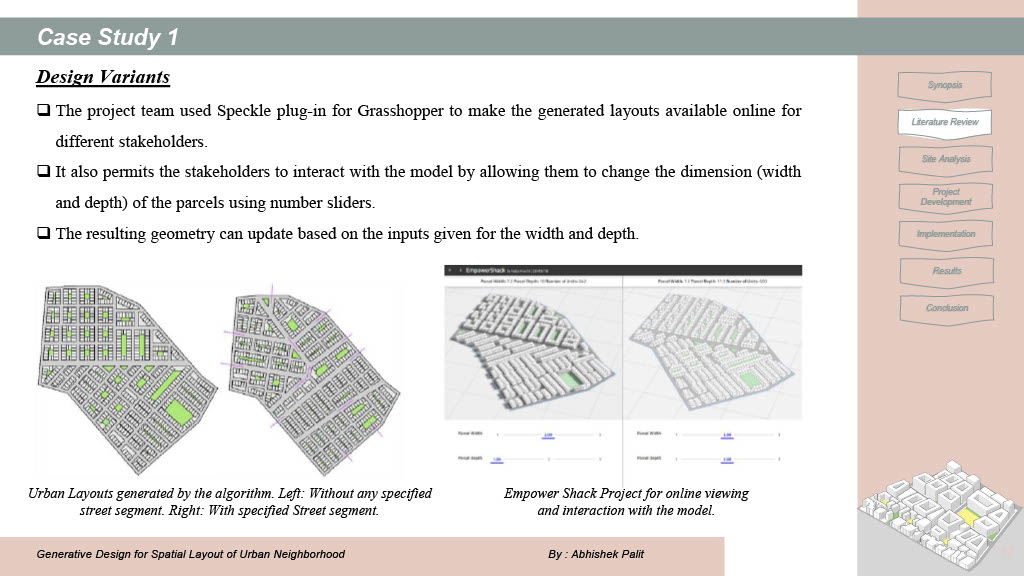 Case Study 1
Design Variants
The project team used Speckle plug-in for Grasshopper to make the generated layouts available online for
different stakeholders.
It also permits the stakeholders to interact with the model by allowing them to change the dimension (width
and depth) of the parcels using number sliders.
The resulting geometry can update based on the inputs given for the width and depth.
EmpowerShack
Parcel Width
Parcel Depth
Parcel Width
Parcel Depth
Urban Layouts generated by the algorithm. Left: Without any specified
street segment. Right: With specified Street segment.
Empower Shack Project for online viewing
and interaction with the model.
Generative Design for Spatial Layout of Urban Neighborhood
By : Abhishek Palit
Synopsis
Literature Review
Site Analysis
Project
Development
Implementation
Results
Conclusion